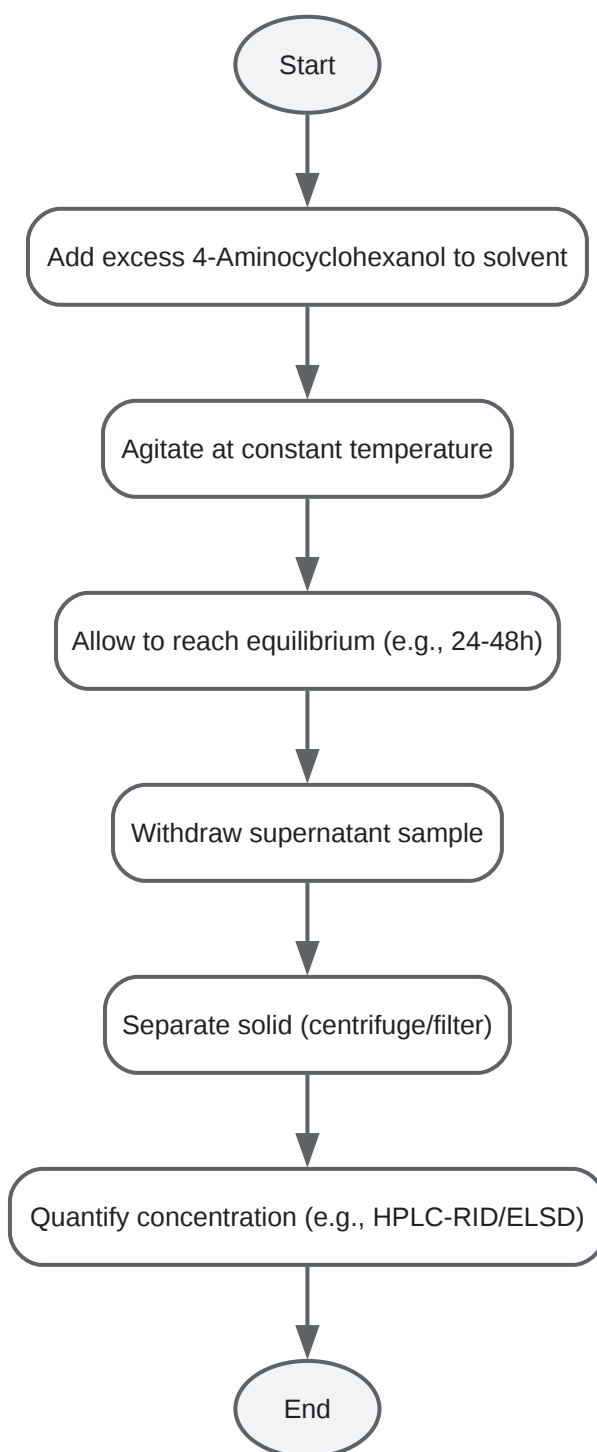 Start
Add excess 4-Aminocyclohexanol to solvent
Agitate at constant temperature
Allow to reach equilibrium (e.g., 24-48h)
Withdraw supernatant sample
Separate solid (centrifuge/filter)
Quantify concentration (e.g., HPLC-RID/ELSD)
End